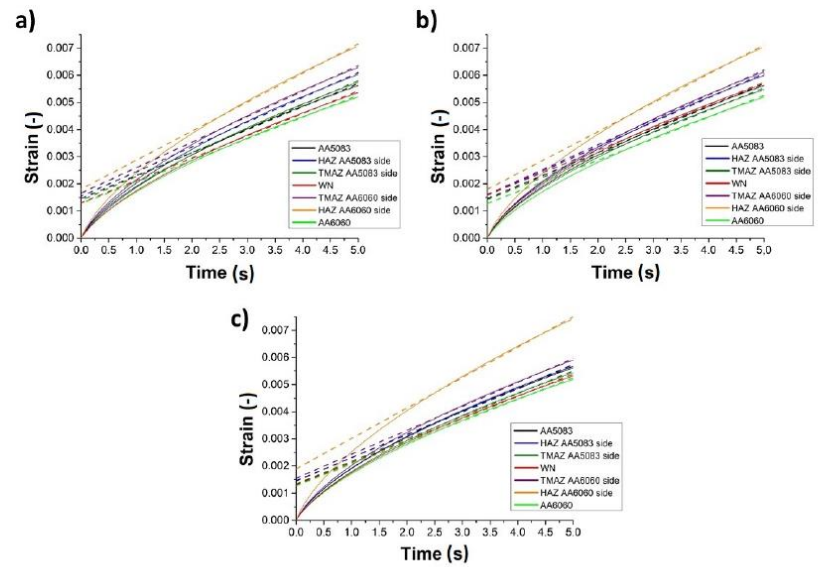 a)
0.007
0.006
0.005
0.004
0.003
0.002
0.001
0.000
Strain (-)
0.0 0.5 1.0 1.5 2.0 2.5 3.0 3.5 4.0 4.5 5.0
Time (s)
AA5083
HAZ AA5083 side
TMAZ AA5083 side
WN
TMAZ AA6060 side
HAZ AA6060 side
AA6060
b)
0.007
0.006
0.005
0.004
0.003
0.002
0.001
0.000
Strain (-)
0.0 0.5 1.0 1.5 2.0 2.5 3.0 3.5 4.0 4.5 5.0
Time (s)
AA5083
HAZ AA5083 side
TMAZ AA5083 side
WN
TMAZ AA6060 side
HAZ AA6060 side
AA6060
c)
0.007
0.006
0.005
0.004
0.003
0.002
0.001
0.000
Strain (-)
0.0 0.5 1.0 1.5 2.0 2.5 3.0 3.5 4.0 4.5 5.0
Time (s)
AA5083
HAZ AA5083 side
TMAZ AA5083 side
WN
TMAZ AA6060 side
HAZ AA6060 side
AA6060